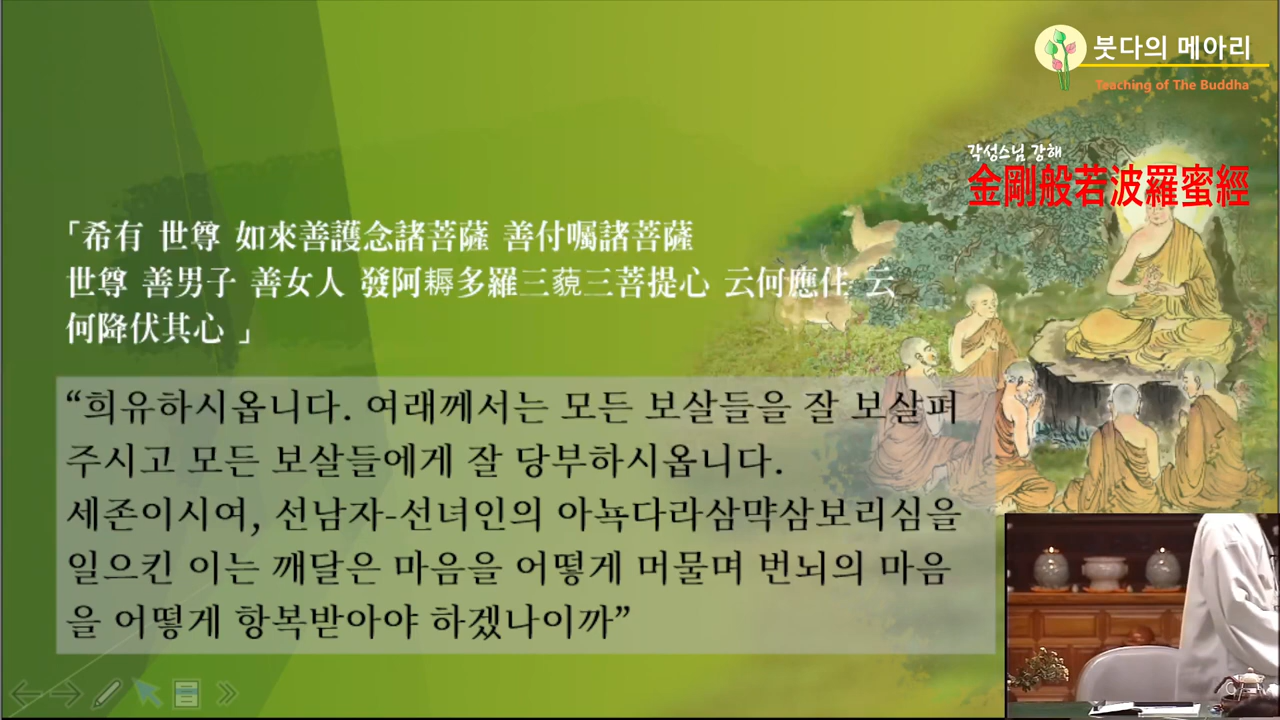 붓다의 메아리
Teaching of The Buddha
각성스님 강해
金剛般若波羅蜜經
「希有 世尊 如來善護念諸菩薩 善付囑諸菩薩
世尊 善男子 善女人 發阿耨多羅三藐三菩提心 云何應住 云
何降伏其心 」
“희유하시옵니다. 여래께서는 모든 보살들을 잘 보살펴
주시고 모든 보살들에게 잘 당부하시옵니다.
세존이시여, 선남자-선녀인의 아뇩다라삼먁삼보리심을
일으킨 이는 깨달은 마음을 어떻게 머물며 번뇌의 마음
을 어떻게 항복받아야 하겠나이까”